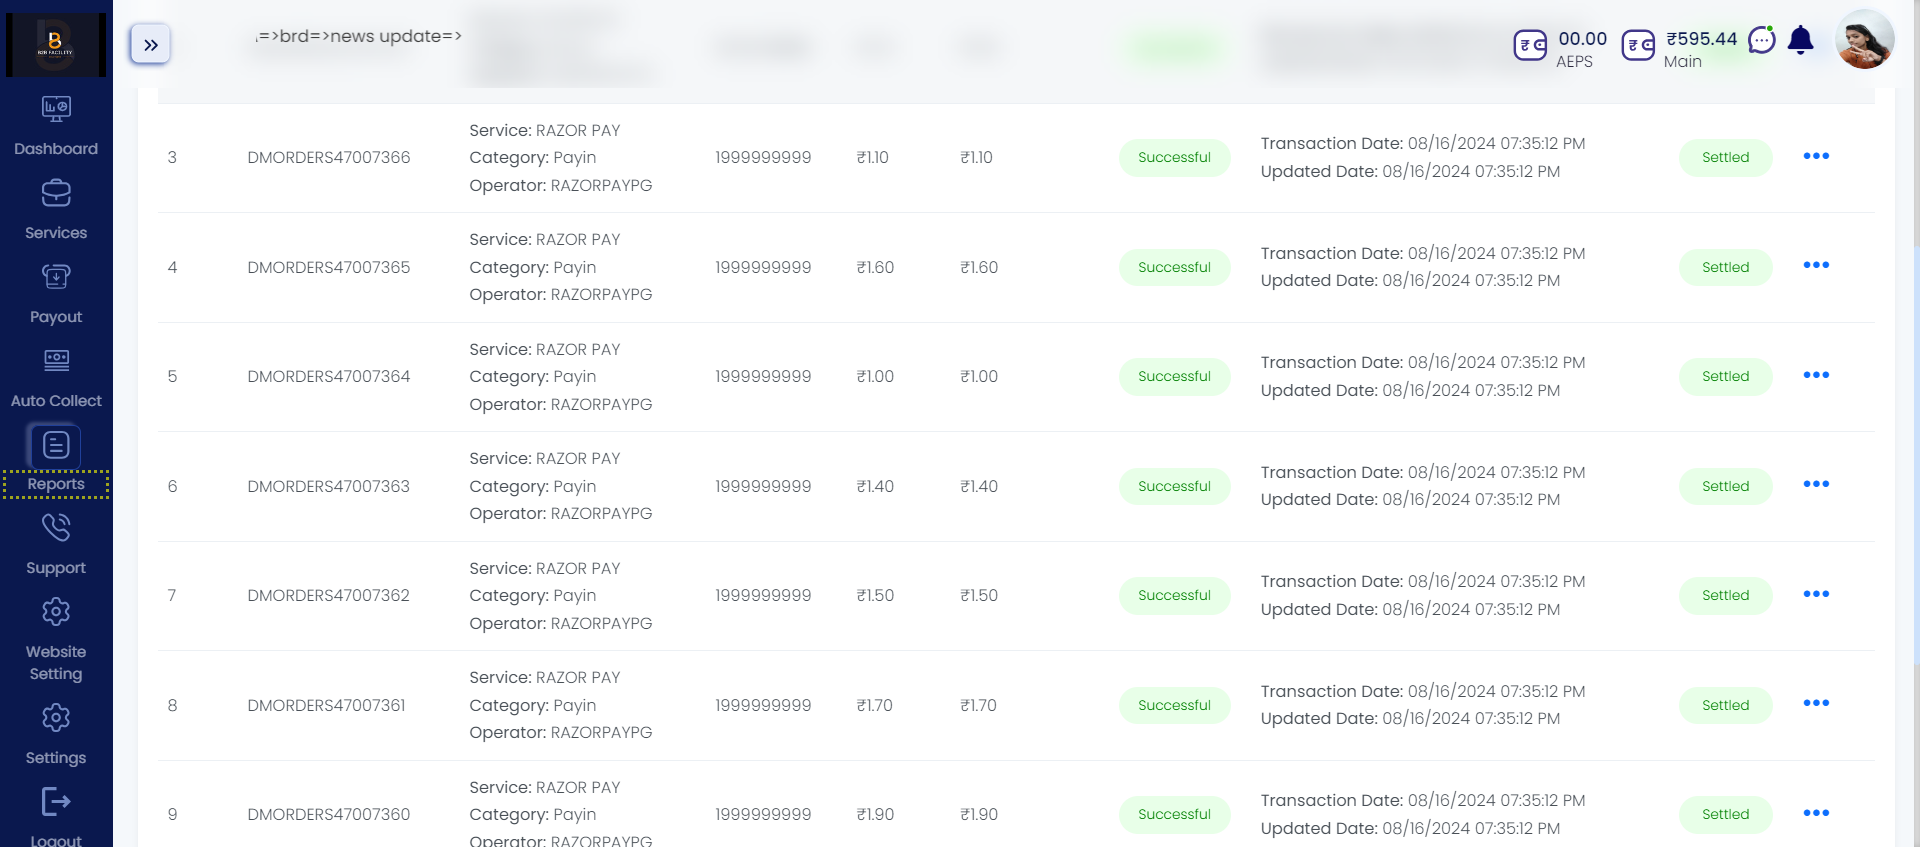 B2B FACILITY
.=>brd=>news update=>
00.00
AEPS
₹595.44
Main
Dashboard
Services
Payout
Auto Collect
Reports
Support
Website
Setting
Settings
Logout
3 DMORDERS47007366 Service: RAZOR PAY Category: Payin Operator: RAZORPAYPG 1999999999 ₹1.10 ₹1.10 Successful Transaction Date: 08/16/2024 07:35:12 PM Updated Date: 08/16/2024 07:35:12 PM Settled
4 DMORDERS47007365 Service: RAZOR PAY Category: Payin Operator: RAZORPAYPG 1999999999 ₹1.60 ₹1.60 Successful Transaction Date: 08/16/2024 07:35:12 PM Updated Date: 08/16/2024 07:35:12 PM Settled
5 DMORDERS47007364 Service: RAZOR PAY Category: Payin Operator: RAZORPAYPG 1999999999 ₹1.00 ₹1.00 Successful Transaction Date: 08/16/2024 07:35:12 PM Updated Date: 08/16/2024 07:35:12 PM Settled
6 DMORDERS47007363 Service: RAZOR PAY Category: Payin Operator: RAZORPAYPG 1999999999 ₹1.40 ₹1.40 Successful Transaction Date: 08/16/2024 07:35:12 PM Updated Date: 08/16/2024 07:35:12 PM Settled
7 DMORDERS47007362 Service: RAZOR PAY Category: Payin Operator: RAZORPAYPG 1999999999 ₹1.50 ₹1.50 Successful Transaction Date: 08/16/2024 07:35:12 PM Updated Date: 08/16/2024 07:35:12 PM Settled
8 DMORDERS47007361 Service: RAZOR PAY Category: Payin Operator: RAZORPAYPG 1999999999 ₹1.70 ₹1.70 Successful Transaction Date: 08/16/2024 07:35:12 PM Updated Date: 08/16/2024 07:35:12 PM Settled
9 DMORDERS47007360 Service: RAZOR PAY Category: Payin Operator: RAZORPAYPG 1999999999 ₹1.90 ₹1.90 Successful Transaction Date: 08/16/2024 07:35:12 PM Updated Date: 08/16/2024 07:35:12 PM Settled